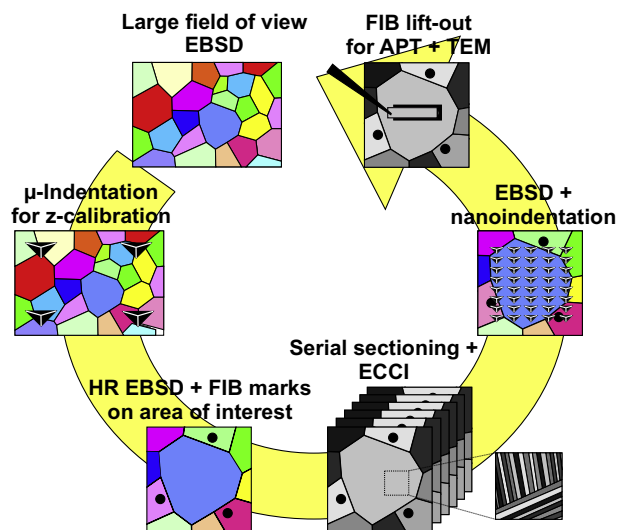 Large field of view
EBSD
FIB lift-out
for APT + TEM
μ-Indentation
for z-calibration
EBSD +
nanoindentation
HR EBSD + FIB marks
on area of interest
Serial sectioning +
ECCI